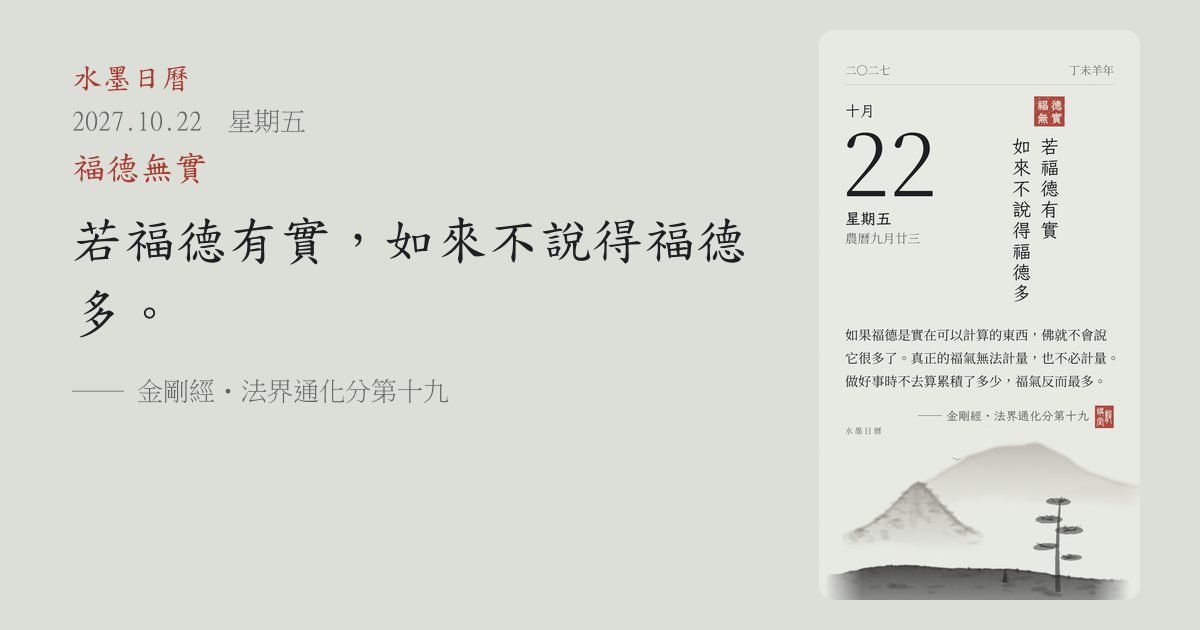 水墨日曆
2027.10.22 星期五
福德無實
若福德有實，如來不說得福德
多。
—— 金剛經・法界通化分第十九
二〇二七
丁未羊年
十月
22
星期五
農曆九月廿三
福德無實
若福德有實
如來不說得福德多
如果福德是實在可以計算的東西，佛就不會說
它很多了。真正的福氣無法計量，也不必計量。
做好事時不去算累積了多少，福氣反而最多。
—— 金剛經・法界通化分第十九
水墨日曆